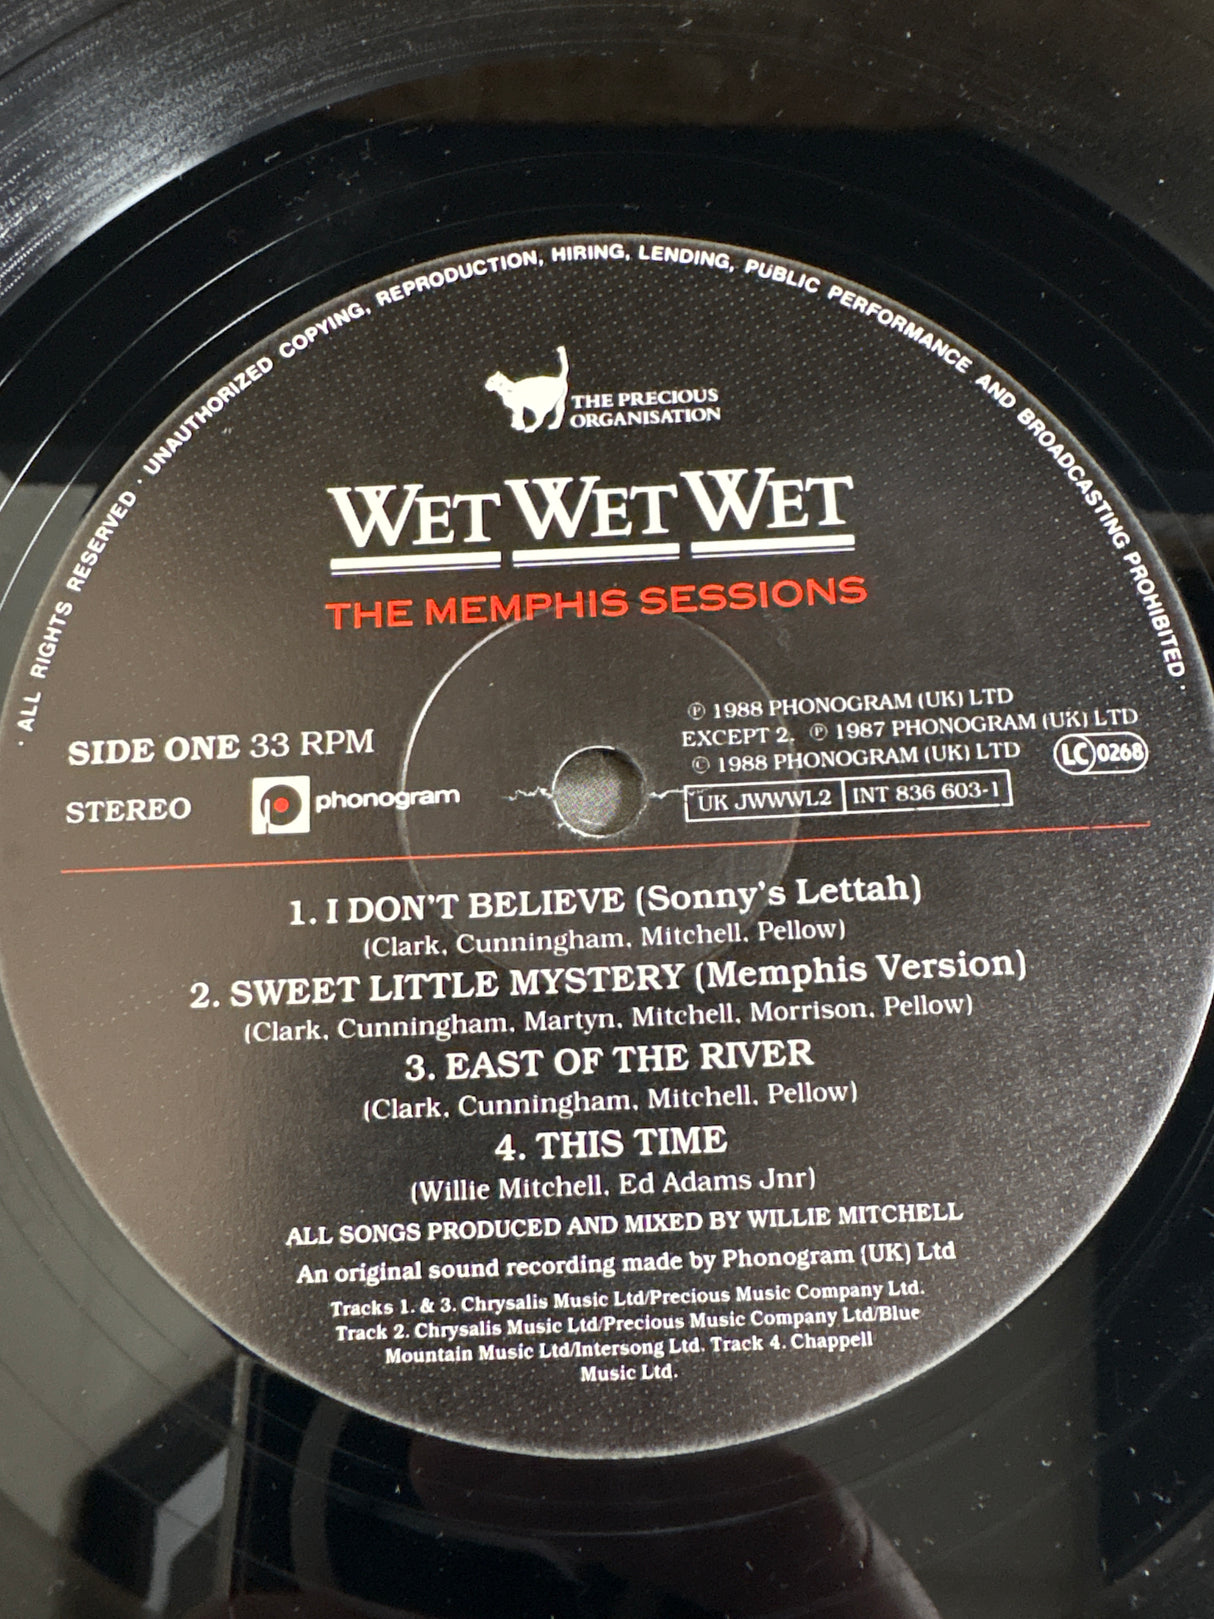 · ALL RIGHTS RESERVED · UNAUTHORIZED COPYING, REPRODUCTION, HIRING, LENDING, PUBLIC PERFORMANCE AND BROADCASTING PROHIBITED ·
THE PRECIOUS
ORGANISATION
WET WET WET
THE MEMPHIS SESSIONS
SIDE ONE 33 RPM
STEREO
phonogram
℗ 1988 PHONOGRAM (UK) LTD
EXCEPT 2. ℗ 1987 PHONOGRAM (UK) LTD
© 1988 PHONOGRAM (UK) LTD
LC 0268
UK JWWWL2 INT 836 603-1
1. I DON'T BELIEVE (Sonny's Lettah)
(Clark, Cunningham, Mitchell, Pellow)
2. SWEET LITTLE MYSTERY (Memphis Version)
(Clark, Cunningham, Martyn, Mitchell, Morrison, Pellow)
3. EAST OF THE RIVER
(Clark, Cunningham, Mitchell, Pellow)
4. THIS TIME
(Willie Mitchell, Ed Adams Jnr)
ALL SONGS PRODUCED AND MIXED BY WILLIE MITCHELL
An original sound recording made by Phonogram (UK) Ltd
Tracks 1. & 3. Chrysalis Music Ltd/Precious Music Company Ltd.
Track 2. Chrysalis Music Ltd/Precious Music Company Ltd/Blue
Mountain Music Ltd/Intersong Ltd. Track 4. Chappell
Music Ltd.